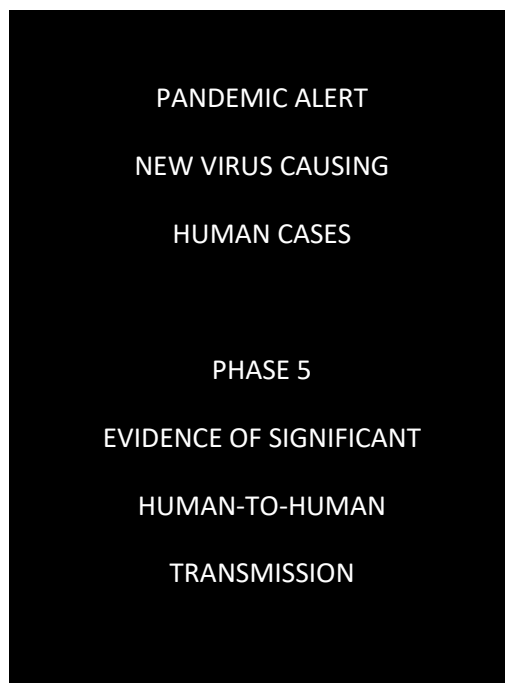 PANDEMIC ALERT
NEW VIRUS CAUSING
HUMAN CASES
PHASE 5
EVIDENCE OF SIGNIFICANT
HUMAN-TO-HUMAN
TRANSMISSION